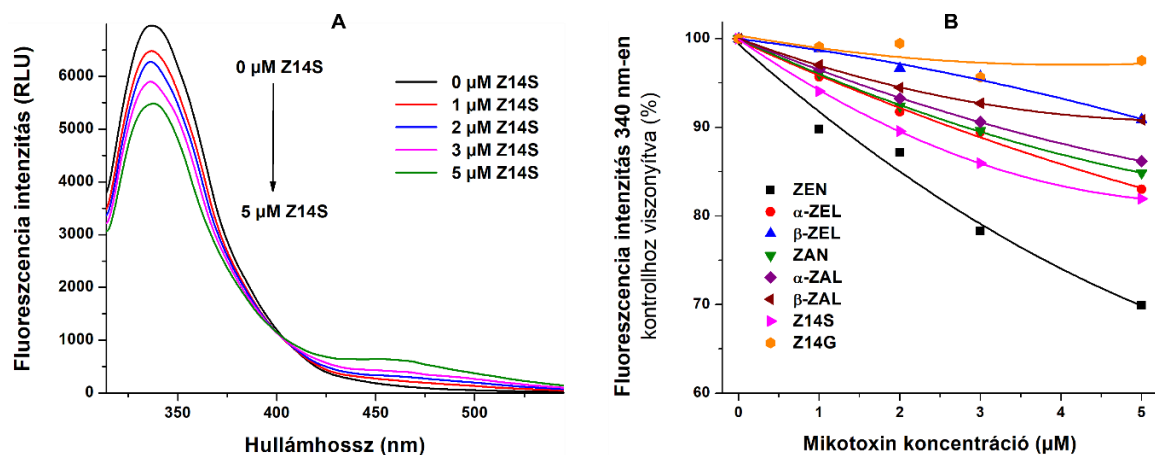 A
Fluoreszcencia intenzitás (RLU)
6000
5000
4000
3000
2000
1000
0
0 µM Z14S
5 µM Z14S
0 µM Z14S
1 µM Z14S
2 µM Z14S
3 µM Z14S
5 µM Z14S
350
400
450
500
Hullámhossz (nm)
B
Fluoreszcencia intenzitás 340 nm-en
kontrollhoz viszonyítva (%)
100
90
80
70
60
ZEN
α-ZEL
β-ZEL
ZAN
α-ZAL
β-ZAL
Z14S
Z14G
0
1
2
3
4
5
Mikotoxin koncentráció (µM)